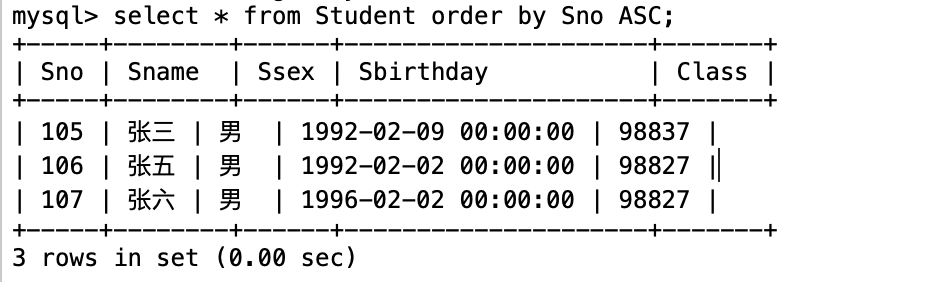 mysql> select * from Student order by Sno ASC;
+-----+--------+------+---------------------+-------+
| Sno | Sname  | Ssex | Sbirthday           | Class |
+-----+--------+------+---------------------+-------+
| 105 | 张三 | 男  | 1992-02-09 00:00:00 | 98837 |
| 106 | 张五 | 男  | 1992-02-02 00:00:00 | 98827 |
| 107 | 张六 | 男  | 1996-02-02 00:00:00 | 98827 |
+-----+--------+------+---------------------+-------+
3 rows in set (0.00 sec)